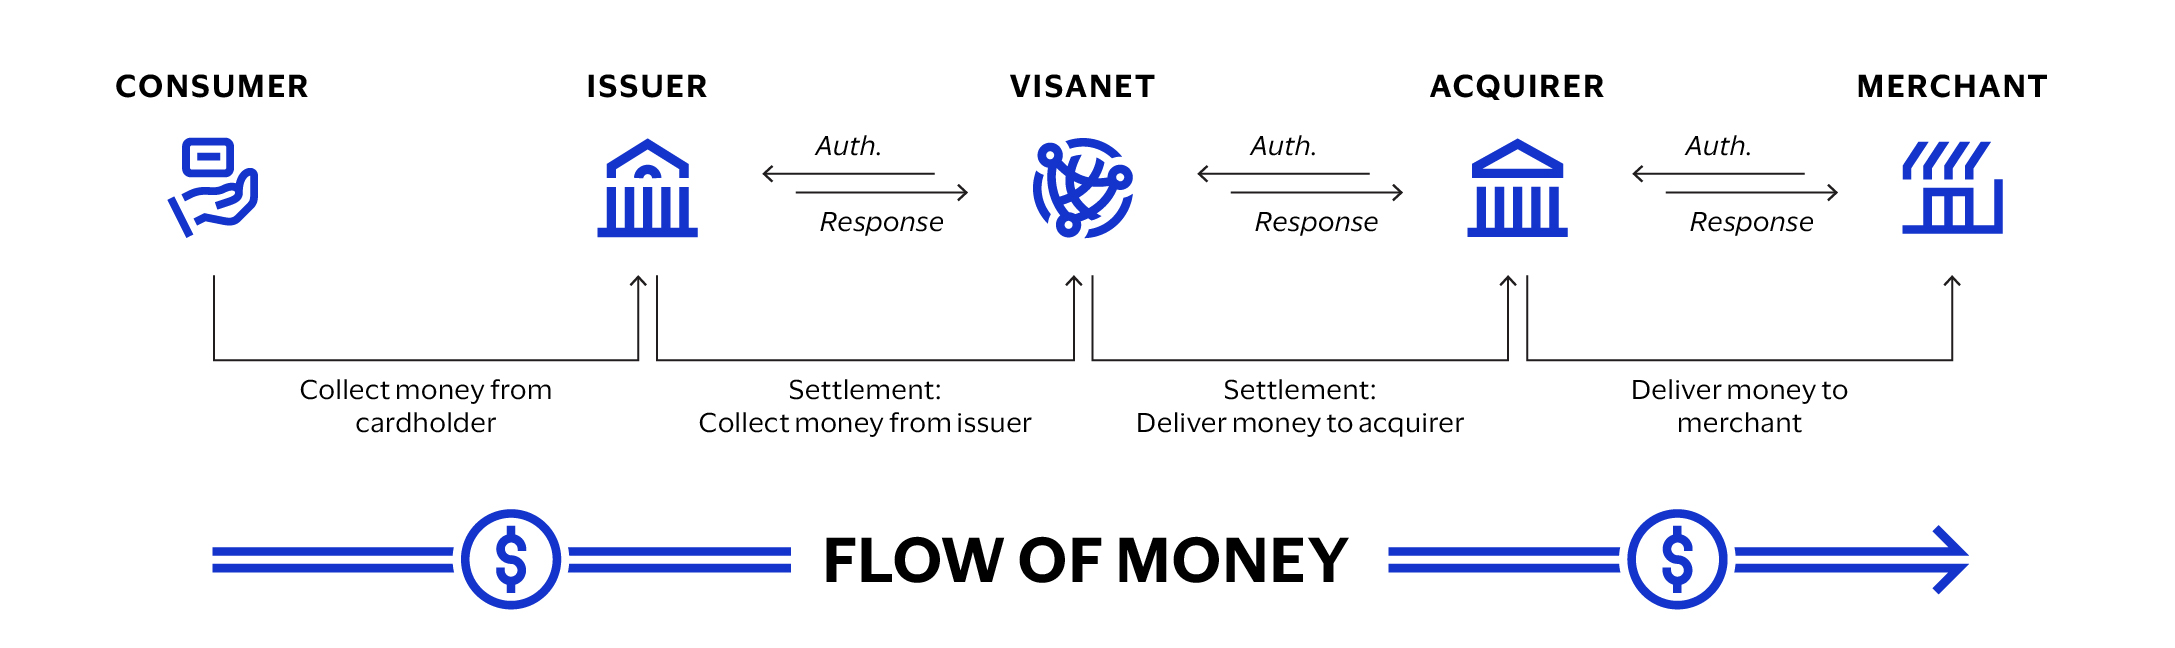 CONSUMER
ISSUER
VISANET
ACQUIRER
MERCHANT
Auth.
Response
Auth.
Response
Auth.
Response
Collect money from
cardholder
Settlement:
Collect money from issuer
Settlement:
Deliver money to acquirer
Deliver money to
merchant
$
FLOW OF MONEY
$